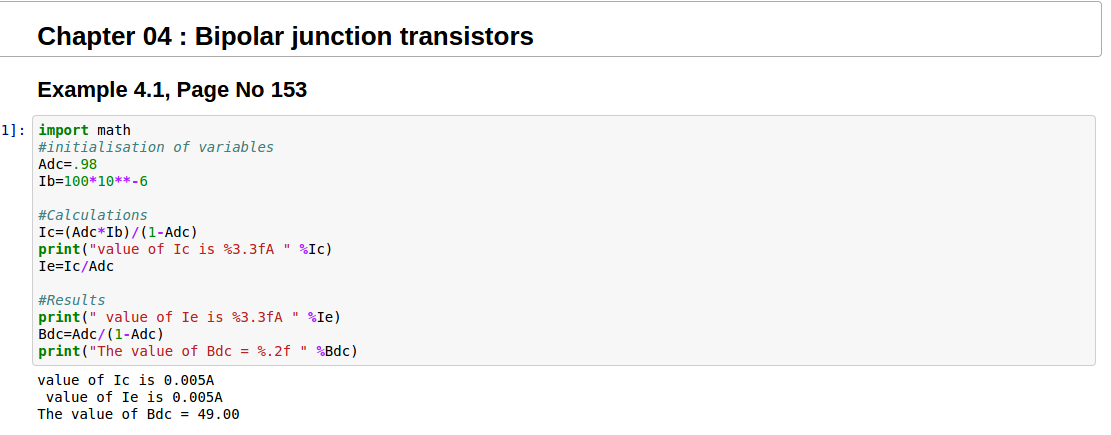 Chapter 04 : Bipolar junction transistors
Example 4.1, Page No 153
1]:
import math
#initialisation of variables
Adc=.98
Ib=100*10**-6
#Calculations
Ic=(Adc*Ib)/(1-Adc)
print("value of Ic is %3.3fA " %Ic)
Ie=Ic/Adc
#Results
print(" value of Ie is %3.3fA " %Ie)
Bdc=Adc/(1-Adc)
print("The value of Bdc = %.2f " %Bdc)
value of Ic is 0.005A
 value of Ie is 0.005A
The value of Bdc = 49.00